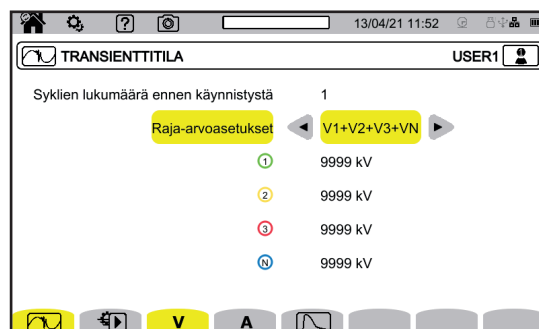 ? 13/04/21 11:52
TRANSIENTTITILA USER1
Syklien lukumäärä ennen käynnistystä 1
Raja-arvoasetukset V1+V2+V3+VN
1 9999 kV
2 9999 kV
3 9999 kV
N 9999 kV
V A